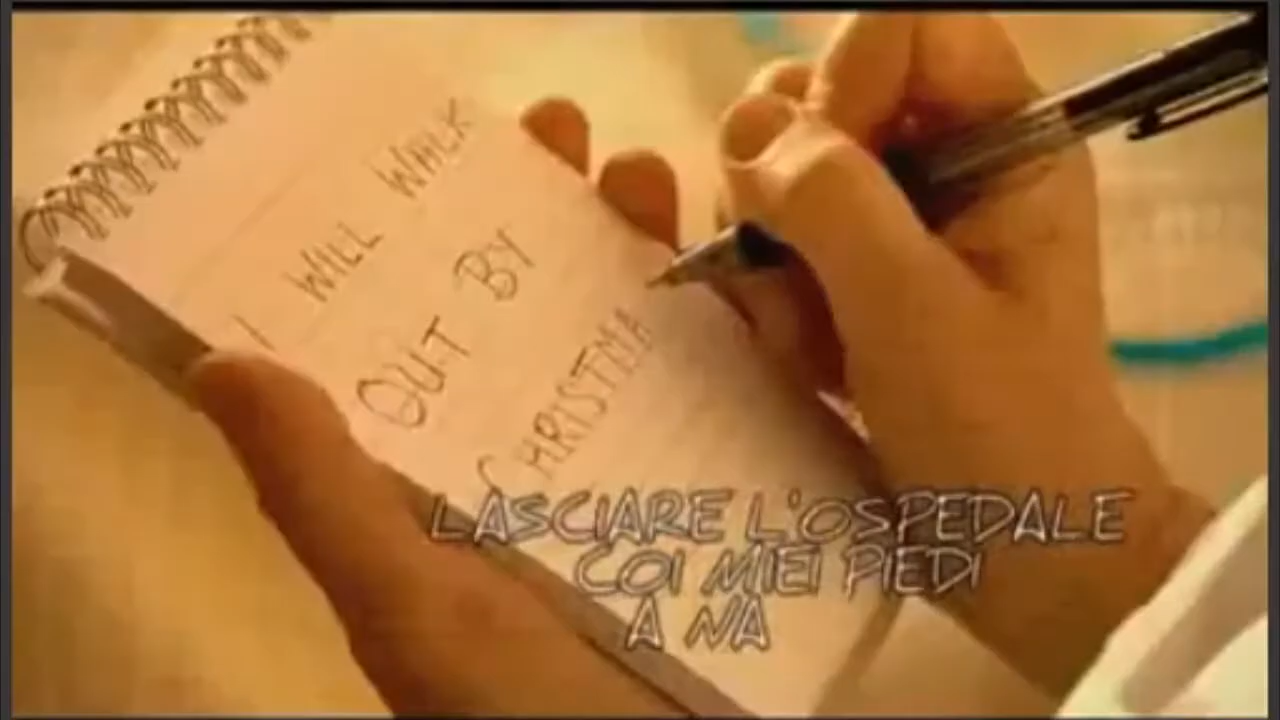 I WILL WALK
OUT BY
CHRISTMA
LASCIARE L'OSPEDALE
COI MIEI PIEDI
A NA